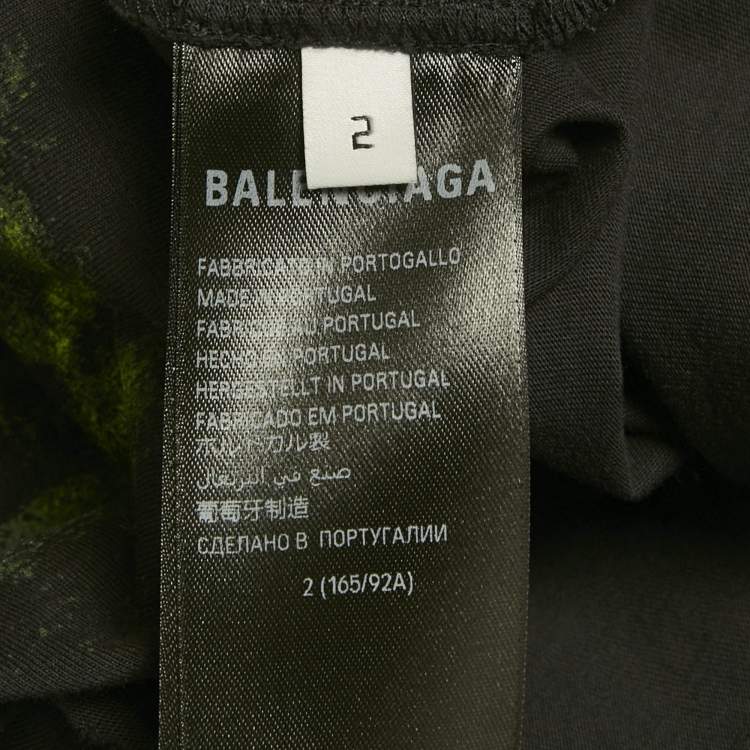 2
BALENCIAGA
FABBRICATO IN PORTOGALLO
MADE IN PORTUGAL
FABRIQUÉ AU PORTUGAL
HECHO EN PORTUGAL
HERGESTELLT IN PORTUGAL
FABRICADO EM PORTUGAL
ポルトガル製
صنع في البرتغال
葡萄牙制造
СДЕЛАНО В ПОРТУГАЛИИ
2 (165/92A)